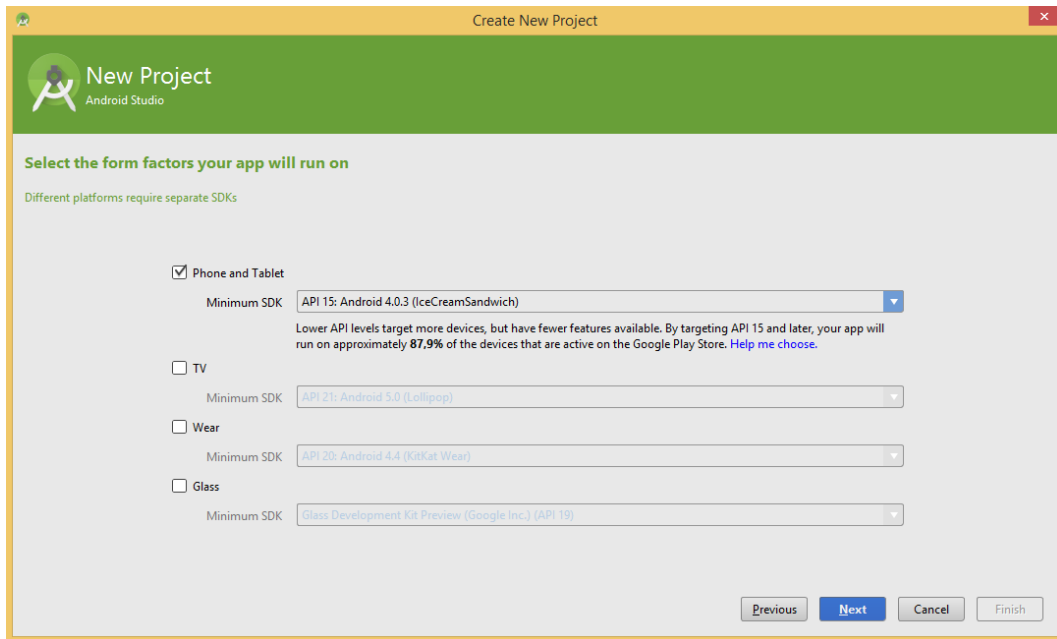 Create New Project
New Project
Android Studio
Select the form factors your app will run on
Different platforms require separate SDKs
Phone and Tablet
Minimum SDK API 15: Android 4.0.3 (IceCreamSandwich)
Lower API levels target more devices, but have fewer features available. By targeting API 15 and later, your app will
run on approximately 87,9% of the devices that are active on the Google Play Store. Help me choose.
TV
Minimum SDK API 21: Android 5.0 (Lollipop)
Wear
Minimum SDK API 20: Android 4.4 (KitKat Wear)
Glass
Minimum SDK Glass Development Kit Preview (Google Inc.) (API 19)
Previous Next Cancel Finish